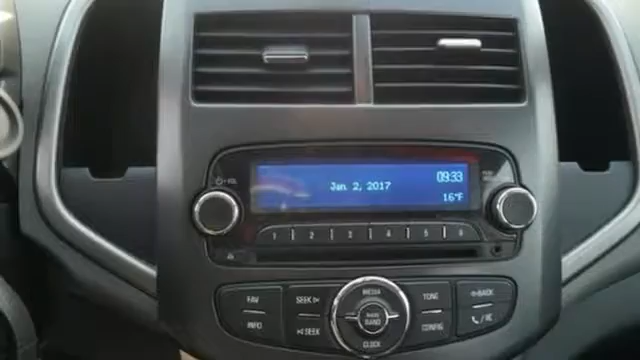 VOL
09:33
Jan. 2, 2017
16°F
1 2 3 4 5 6
FAV
SEEK
MEDIA
TONE
BACK
INFO
SEEK
RADIO
BAND
CONFIG
CLOCK